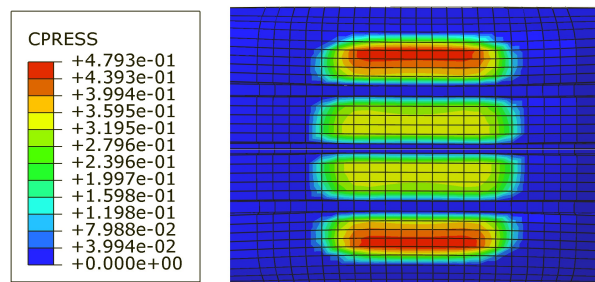 CPRESS
+4.793e-01
+4.393e-01
+3.994e-01
+3.595e-01
+3.195e-01
+2.796e-01
+2.396e-01
+1.997e-01
+1.598e-01
+1.198e-01
+7.988e-02
+3.994e-02
+0.000e+00